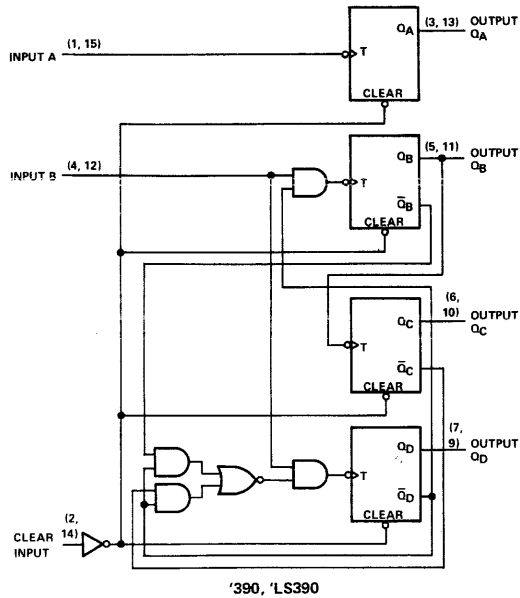 (3, 13) OUTPUT
QA QA
(1, 15)
INPUT A T
CLEAR
(5, 11) OUTPUT
QB QB
(4, 12)
INPUT B T
Q̅B
CLEAR
(6,
QC 10) OUTPUT
QC
T
Q̅C
CLEAR
(7,
QD 9) OUTPUT
QD
T
Q̅D
(2,
CLEAR 14)
INPUT
CLEAR
'390, 'LS390